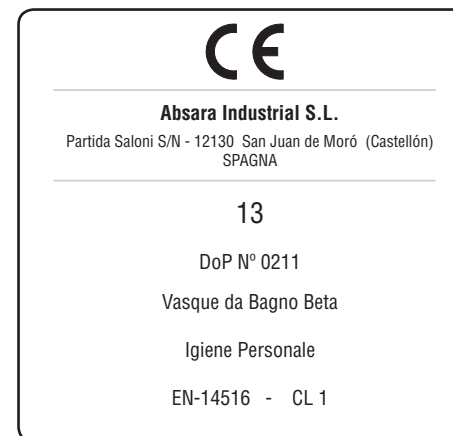 CE
Absara Industrial S.L.
Partida Saloni S/N - 12130 San Juan de Moró (Castellón)
SPAGNA
13
DoP Nº 0211
Vasque da Bagno Beta
Igiene Personale
EN-14516 - CL 1